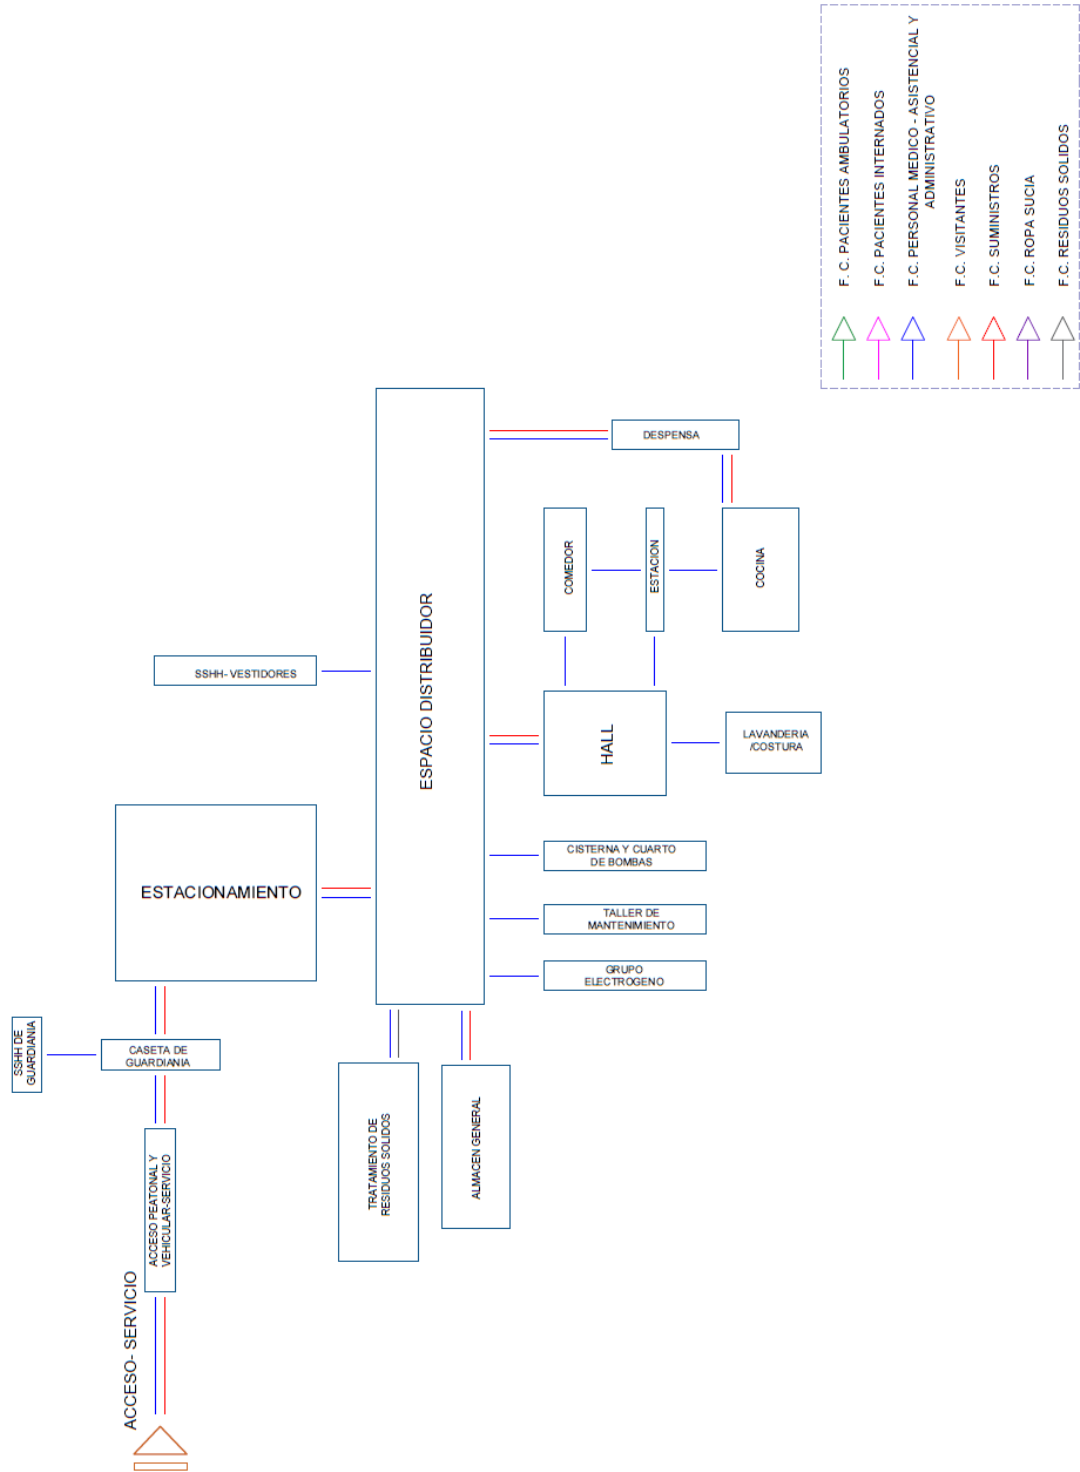 F. C. PACIENTES AMBULATORIOS
F.C. PACIENTES INTERNADOS
F.C. PERSONAL MEDICO - ASISTENCIAL Y
ADMINISTRATIVO
F.C. VISITANTES
F.C. SUMINISTROS
F.C. ROPA SUCIA
F.C. RESIDUOS SOLIDOS
DESPENSA
COMEDOR
ESTACION
COCINA
ESPACIO DISTRIBUIDOR
SSHH- VESTIDORES
HALL
LAVANDERIA
/COSTURA
ESTACIONAMIENTO
CISTERNA Y CUARTO
DE BOMBAS
TALLER DE
MANTENIMIENTO
GRUPO
ELECTROGENO
SSHH DE
GUARDIANIA
CASETA DE
GUARDIANIA
TRATAMIENTO DE
RESIDUOS SOLIDOS
ALMACEN GENERAL
ACCESO PEATONAL Y
VEHICULAR-SERVICIO
ACCESO- SERVICIO